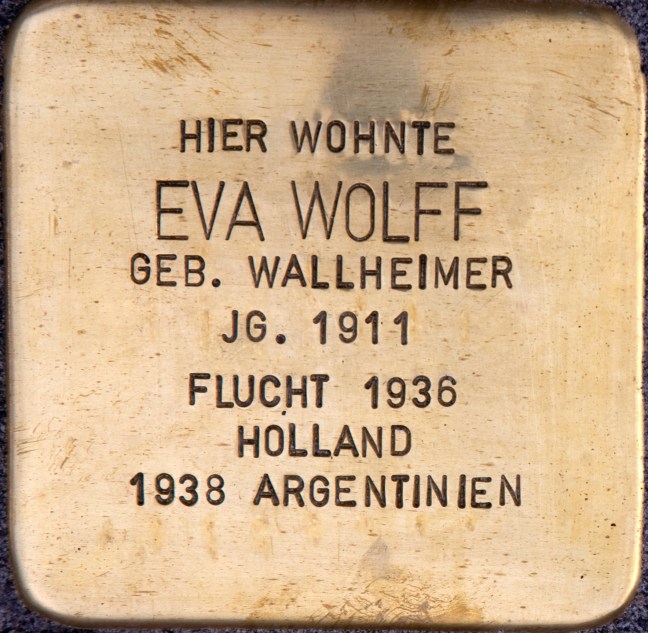 HIER WOHNTE
EVA WOLFF
GEB. WALLHEIMER
JG. 1911
FLUCHT 1936
HOLLAND
1938 ARGENTINIEN